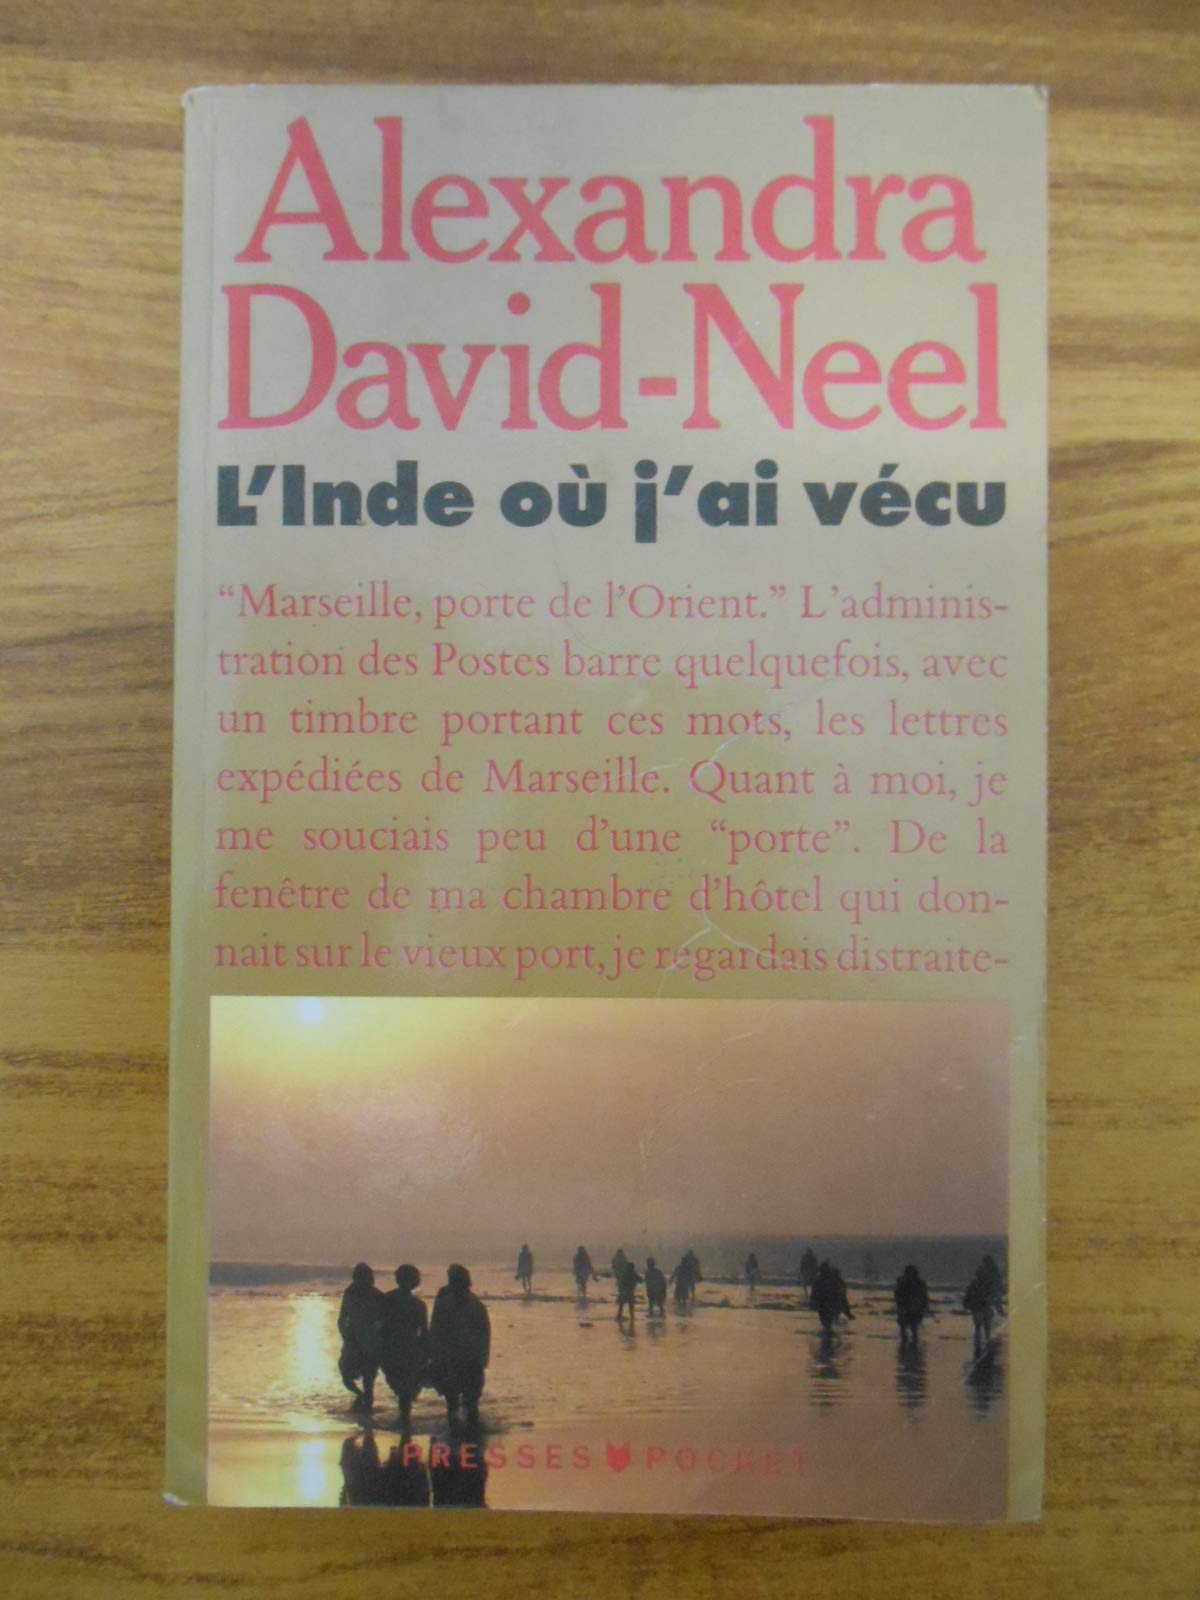 Alexandra
David-Neel
L'Inde où j'ai vécu
“Marseille, porte de l'Orient.” L'adminis-
tration des Postes barre quelquefois, avec
un timbre portant ces mots, les lettres
expédiées de Marseille. Quant à moi, je
me souciais peu d'une “porte”. De la
fenêtre de ma chambre d'hôtel qui don-
nait sur le vieux port, je regardais distraite-
PRESSES POCKET